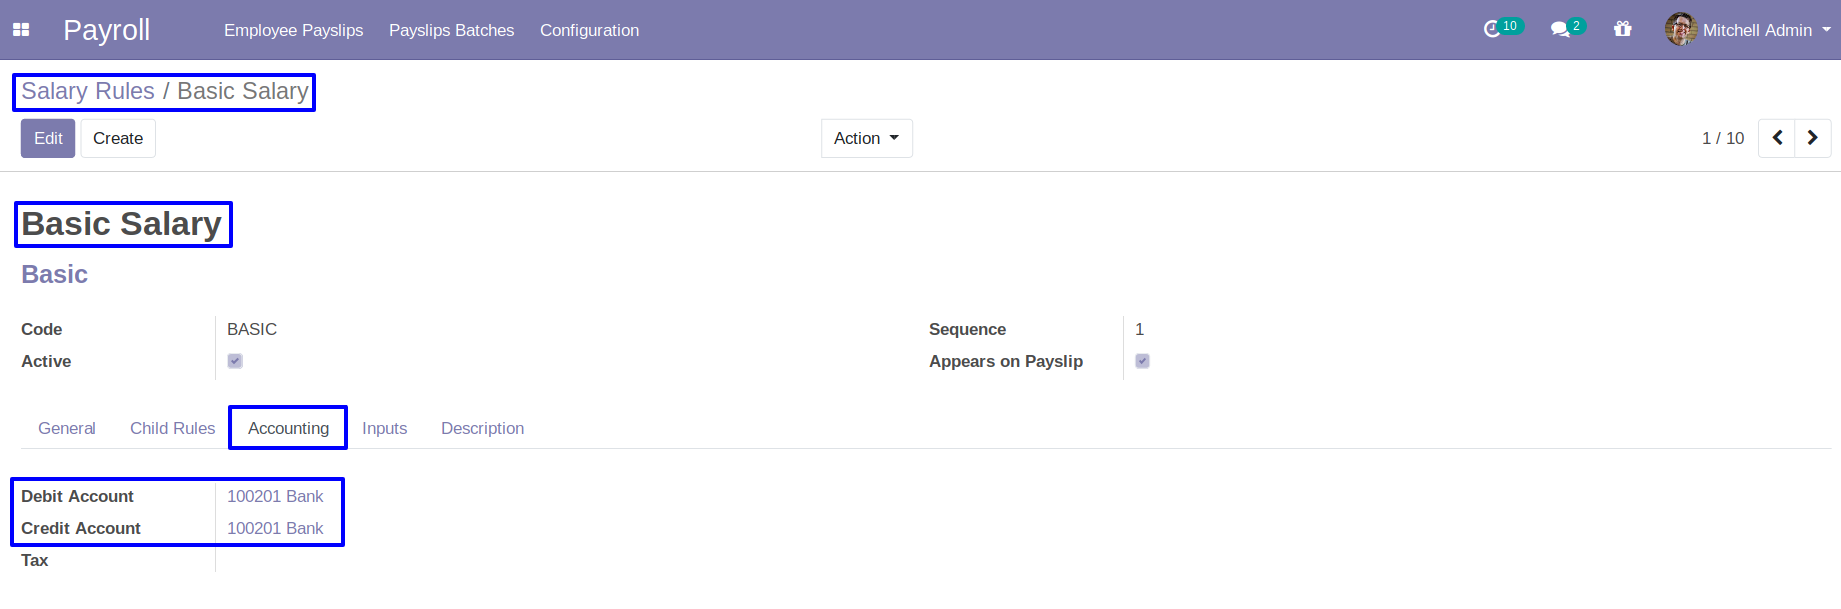 Payroll Employee Payslips Payslips Batches Configuration 10 2 Mitchell Admin
Salary Rules / Basic Salary
Edit Create Action 1 / 10
Basic Salary
Basic
Code BASIC Sequence 1
Active Appears on Payslip
General Child Rules Accounting Inputs Description
Debit Account 100201 Bank
Credit Account 100201 Bank
Tax